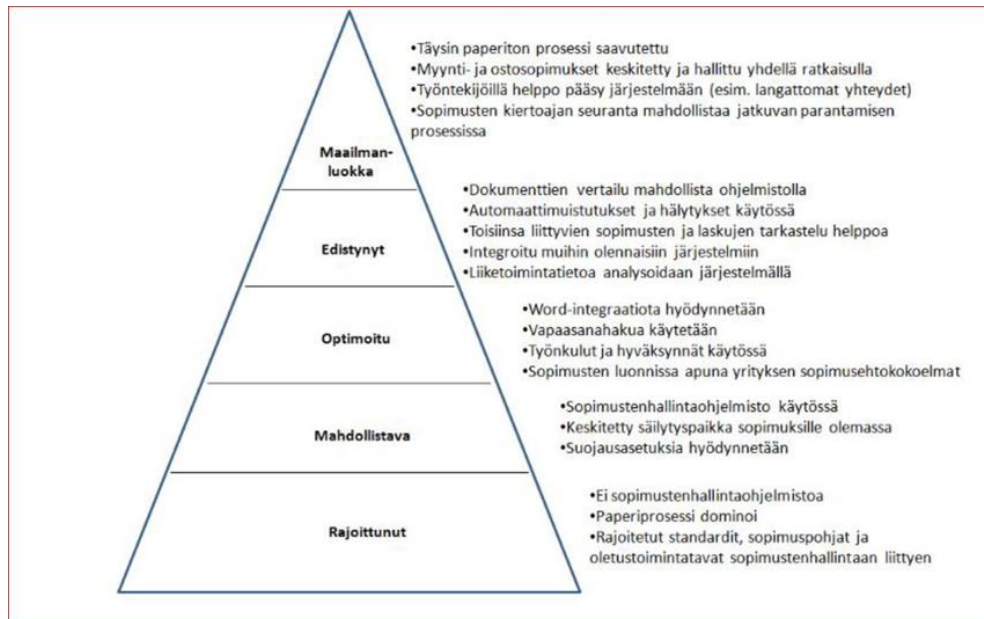 •Täysin paperiton prosessi saavutettu
•Myynti- ja ostosopimukset keskitetty ja hallittu yhdellä ratkaisulla
•Työntekijöillä helppo pääsy järjestelmään (esim. langattomat yhteydet)
•Sopimusten kiertoajan seuranta mahdollistaa jatkuvan parantamisen
prosessissa
Maailman-
luokka
•Dokumenttien vertailu mahdollista ohjelmistolla
•Automaattimuistutukset ja hälytykset käytössä
•Toisiinsa liittyvien sopimusten ja laskujen tarkastelu helppoa
•Integroitu muihin olennaisiin järjestelmiin
•Liiketoimintatietoa analysoidaan järjestelmällä
Edistynyt
•Word-integraatiota hyödynnetään
•Vapaasanahakua käytetään
•Työnkulut ja hyväksynnät käytössä
•Sopimusten luonnissa apuna yrityksen sopimusehtokokoelmat
Optimoitu
•Sopimustenhallintaohjelmisto käytössä
•Keskitetty säilytyspaikka sopimuksille olemassa
•Suojausasetuksia hyödynnetään
Mahdollistava
•Ei sopimustenhallintaohjelmistoa
•Paperiprosessi dominoi
•Rajoitetut standardit, sopimuspohjat ja
oletustoimintatavat sopimustenhallintaan liittyen
Rajoittunut